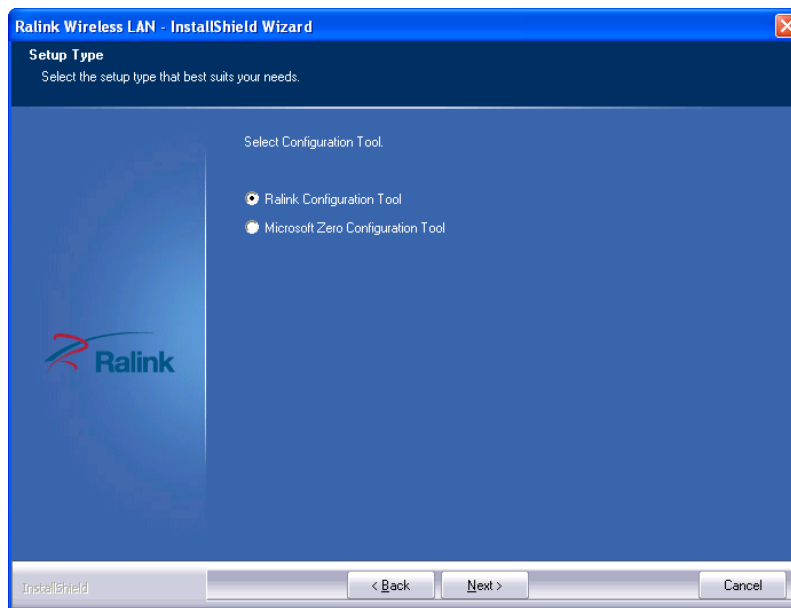 Ralink Wireless LAN - InstallShield Wizard
Setup Type
Select the setup type that best suits your needs.
Select Configuration Tool.
Ralink Configuration Tool
Microsoft Zero Configuration Tool
Ralink
InstallShield
< Back
Next >
Cancel